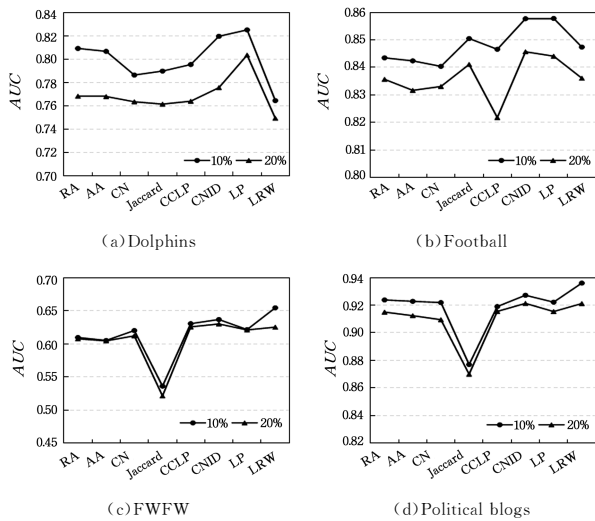 0.84
0.82
0.80
0.78
0.76
0.74
0.72
0.70
AUC
10% 20%
RA AA CN Jaccard CCLP CNID LP LRW
(a)Dolphins
0.86
0.85
0.84
0.83
0.82
0.81
0.80
AUC
10% 20%
RA AA CN Jaccard CCLP CNID LP LRW
(b)Football
0.70
0.65
0.60
0.55
0.50
0.45
AUC
10% 20%
RA AA CN Jaccard CCLP CNID LP LRW
(c)FWFW
0.94
0.92
0.90
0.88
0.86
0.84
0.82
AUC
10% 20%
RA AA CN Jaccard CCLP CNID LP LRW
(d)Political blogs